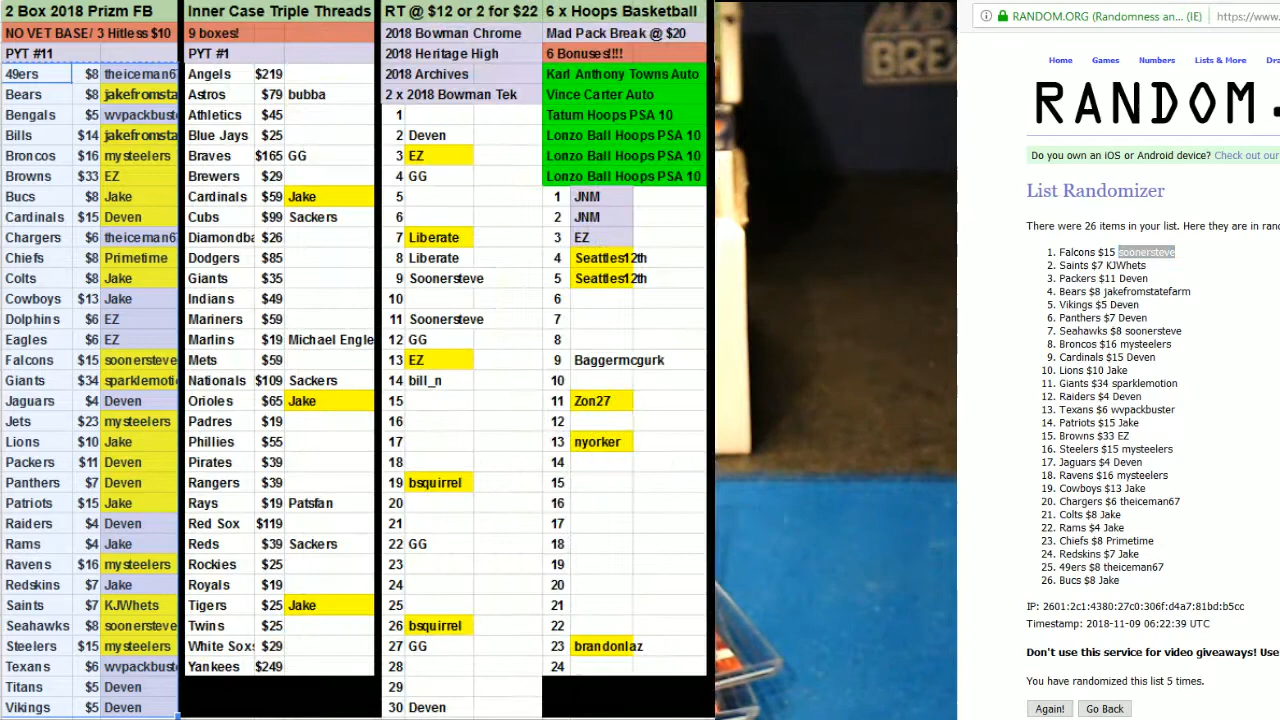 2 Box 2018 Prizm FB
NO VET BASE/ 3 Hitless $10
PYT #11
49ers $8 theiceman67
Bears $8 jakefromsta
Bengals $5 wvpackbust
Bills $14 jakefromsta
Broncos $16 mysteelers
Browns $33 EZ
Bucs $8 Jake
Cardinals $15 Deven
Chargers $6 theiceman67
Chiefs $8 Primetime
Colts $8 Jake
Cowboys $13 Jake
Dolphins $6 EZ
Eagles $6 EZ
Falcons $15 soonersteve
Giants $34 sparklemoti
Jaguars $4 Deven
Jets $23 mysteelers
Lions $10 Jake
Packers $11 Deven
Panthers $7 Deven
Patriots $15 Jake
Raiders $4 Deven
Rams $4 Jake
Ravens $16 mysteelers
Redskins $7 Jake
Saints $7 KJWhets
Seahawks $8 soonersteve
Steelers $15 mysteelers
Texans $6 wvpackbust
Titans $5 Deven
Vikings $5 Deven
Inner Case Triple Threads
9 boxes!
PYT #1
Angels $219
Astros $79 bubba
Athletics $45
Blue Jays $25
Braves $165 GG
Brewers $29
Cardinals $59 Jake
Cubs $99 Sackers
Diamondba $26
Dodgers $85
Giants $35
Indians $49
Mariners $59
Marlins $19 Michael Engle
Mets $59
Nationals $109 Sackers
Orioles $65 Jake
Padres $19
Phillies $55
Pirates $39
Rangers $39
Rays $19 Patsfan
Red Sox $119
Reds $39 Sackers
Rockies $25
Royals $19
Tigers $25 Jake
Twins $25
White Sox $29
Yankees $249
RT @ $12 or 2 for $22
2018 Bowman Chrome
2018 Heritage High
2018 Archives
2 x 2018 Bowman Tek
1
2 Deven
3 EZ
4 GG
5
6
7 Liberate
8 Liberate
9 Soonersteve
10
11 Soonersteve
12 GG
13 EZ
14 bill_n
15
16
17
18
19 bsquirrel
20
21
22 GG
23
24
25
26 bsquirrel
27 GG
28
29
30 Deven
6 x Hoops Basketball
Mad Pack Break @ $20
6 Bonuses!!!!
Karl Anthony Towns Auto
Vince Carter Auto
Tatum Hoops PSA 10
Lonzo Ball Hoops PSA 10
Lonzo Ball Hoops PSA 10
Lonzo Ball Hoops PSA 10
1 JNM
2 JNM
3 EZ
4 Seattles12th
5 Seattles12th
6
7
8
9 Baggermcgurk
10
11 Zon27
12
13 nyorker
14
15
16
17
18
19
20
21
22
23 brandonlaz
24
MAD
BREA
RANDOM.ORG (Randomness an... (IE) https://www.
Home Games Numbers Lists & More Dra
RANDOM.
Do you own an iOS or Android device? Check out our
List Randomizer
There were 26 items in your list. Here they are in ran
1. Falcons $15 soonersteve
2. Saints $7 KJWhets
3. Packers $11 Deven
4. Bears $8 jakefromstatefarm
5. Vikings $5 Deven
6. Panthers $7 Deven
7. Seahawks $8 soonersteve
8. Broncos $16 mysteelers
9. Cardinals $15 Deven
10. Lions $10 Jake
11. Giants $34 sparklemotion
12. Raiders $4 Deven
13. Texans $6 wvpackbuster
14. Patriots $15 Jake
15. Browns $33 EZ
16. Steelers $15 mysteelers
17. Jaguars $4 Deven
18. Ravens $16 mysteelers
19. Cowboys $13 Jake
20. Chargers $6 theiceman67
21. Colts $8 Jake
22. Rams $4 Jake
23. Chiefs $8 Primetime
24. Redskins $7 Jake
25. 49ers $8 theiceman67
26. Bucs $8 Jake
IP: 2601:2c1:4380:27c0:306f:d4a7:81bd:b5cc
Timestamp: 2018-11-09 06:22:39 UTC
Don't use this service for video giveaways! Use
You have randomized this list 5 times.
Again! Go Back